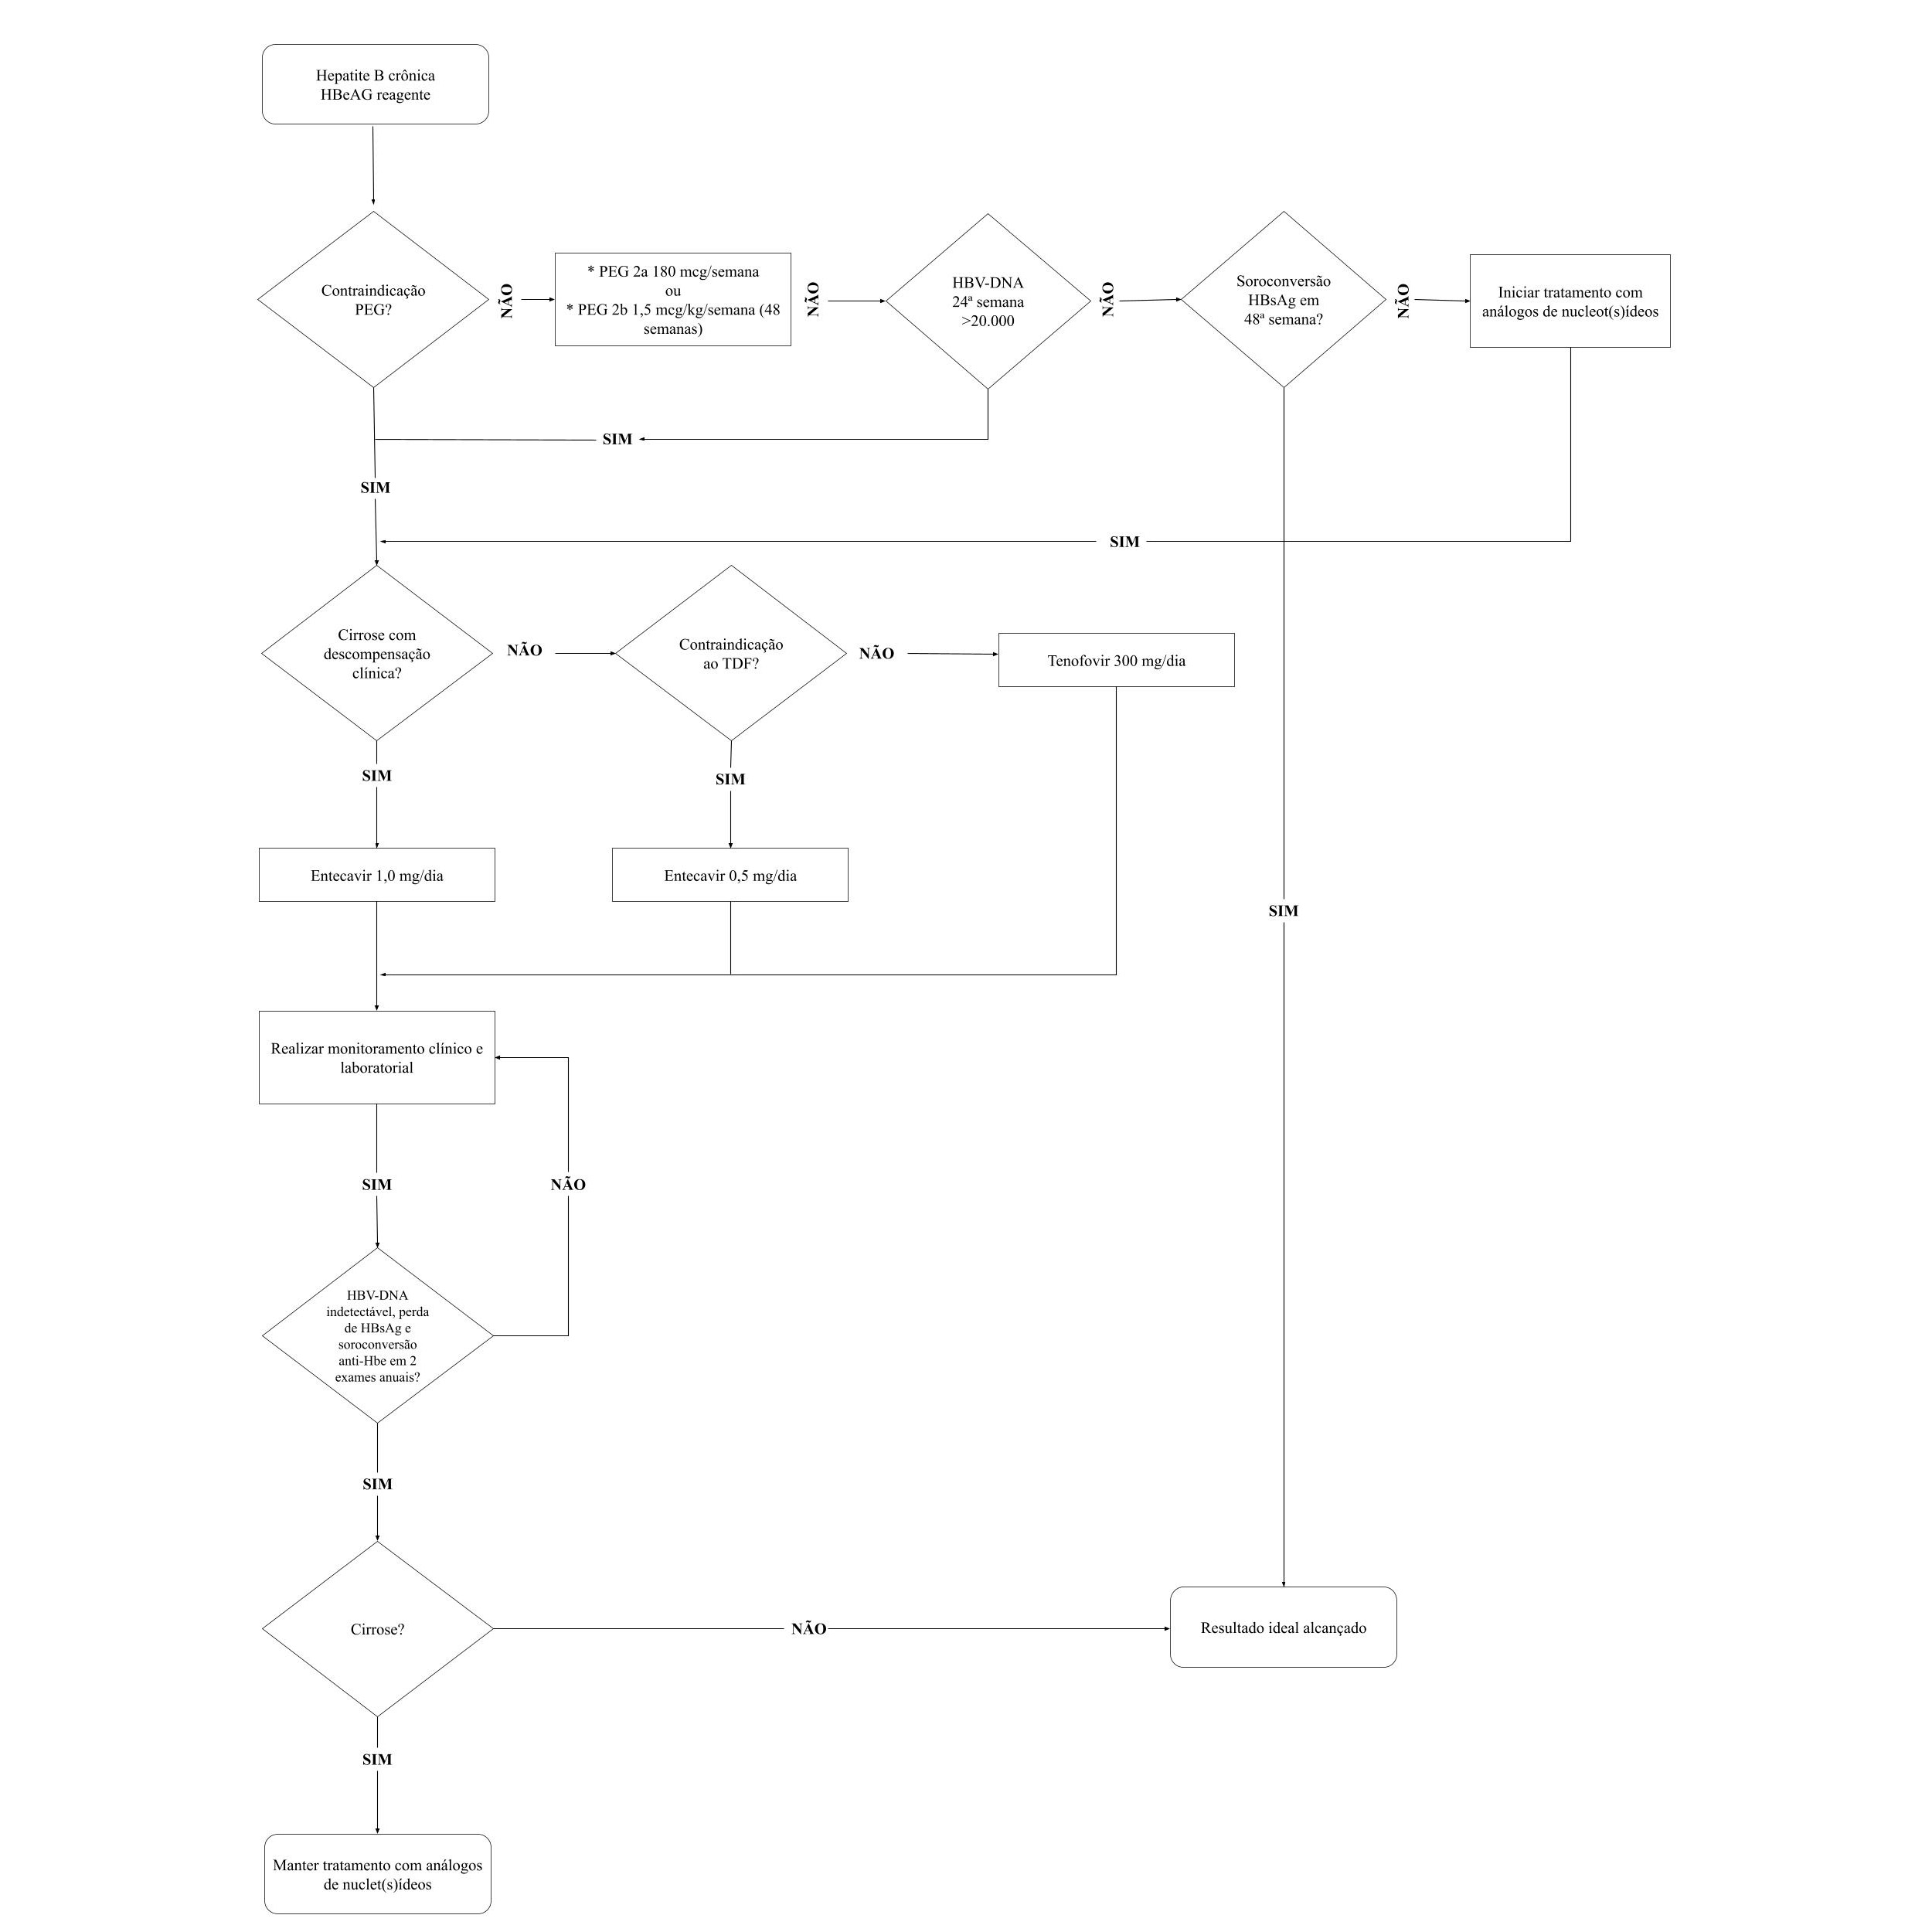 Hepatite B crônica
HBeAG reagente
Contraindicação
PEG?
NÃO
* PEG 2a 180 mcg/semana
ou
* PEG 2b 1,5 mcg/kg/semana (48
semanas)
NÃO
HBV-DNA
24ª semana
>20.000
NÃO
Soroconversão
HBsAg em
48ª semana?
NÃO
Iniciar tratamento com
análogos de nucleot(s)ídeos
SIM
SIM
SIM
Cirrose com
descompensação
clínica?
NÃO
Contraindicação
ao TDF?
NÃO
Tenofovir 300 mg/dia
SIM
SIM
Entecavir 1,0 mg/dia
Entecavir 0,5 mg/dia
SIM
Realizar monitoramento clínico e
laboratorial
SIM
NÃO
HBV-DNA
indetectável, perda
de HBsAg e
soroconversão
anti-Hbe em 2
exames anuais?
SIM
Cirrose?
NÃO
Resultado ideal alcançado
SIM
Manter tratamento com análogos
de nuclet(s)ídeos